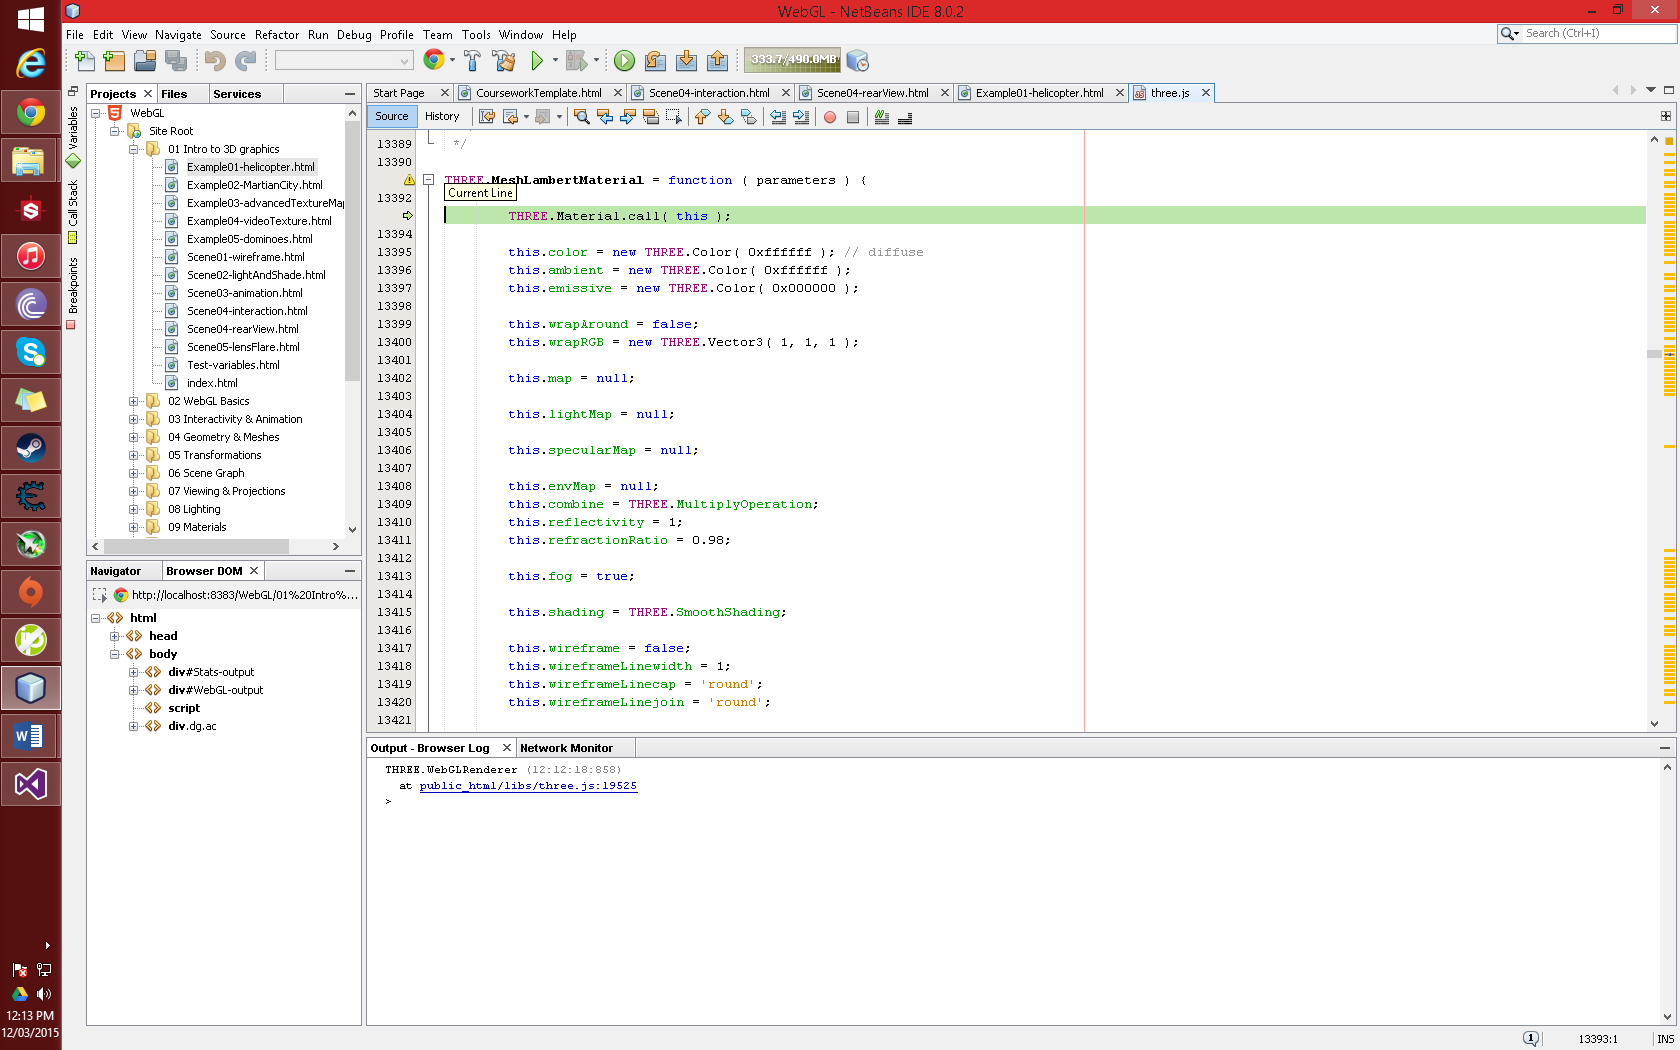 WebGL - NetBeans IDE 8.0.2
File Edit View Navigate Source Refactor Run Debug Profile Team Tools Window Help
Search (Ctrl+I)
333.7/490.0MB
Projects Files Services
Variables
Call Stack
Breakpoints
WebGL
Site Root
01 Intro to 3D graphics
Example01-helicopter.html
Example02-MartianCity.html
Example03-advancedTextureMa
Example04-videoTexture.html
Example05-dominoes.html
Scene01-wireframe.html
Scene02-lightAndShade.html
Scene03-animation.html
Scene04-interaction.html
Scene04-rearView.html
Scene05-lensFlare.html
Test-variables.html
index.html
02 WebGL Basics
03 Interactivity & Animation
04 Geometry & Meshes
05 Transformations
06 Scene Graph
07 Viewing & Projections
08 Lighting
09 Materials
Navigator Browser DOM
http://localhost:8383/WebGL/01%20Intro%...
html
head
body
div#Stats-output
div#WebGL-output
script
div.dg.ac
Start Page CourseworkTemplate.html Scene04-interaction.html Scene04-rearView.html Example01-helicopter.html three.js
Source History
13389 */
13390
THREE.MeshLambertMaterial = function ( parameters ) {
Current Line
13392
THREE.Material.call( this );
13394
13395 this.color = new THREE.Color( 0xffffff ); // diffuse
13396 this.ambient = new THREE.Color( 0xffffff );
13397 this.emissive = new THREE.Color( 0x000000 );
13398
13399 this.wrapAround = false;
13400 this.wrapRGB = new THREE.Vector3( 1, 1, 1 );
13401
13402 this.map = null;
13403
13404 this.lightMap = null;
13405
13406 this.specularMap = null;
13407
13408 this.envMap = null;
13409 this.combine = THREE.MultiplyOperation;
13410 this.reflectivity = 1;
13411 this.refractionRatio = 0.98;
13412
13413 this.fog = true;
13414
13415 this.shading = THREE.SmoothShading;
13416
13417 this.wireframe = false;
13418 this.wireframeLinewidth = 1;
13419 this.wireframeLinecap = 'round';
13420 this.wireframeLinejoin = 'round';
13421
Output - Browser Log Network Monitor
THREE.WebGLRenderer (12:12:18:858)
at public_html/libs/three.js:19525
>
12:13 PM
12/03/2015
1
13393:1 INS